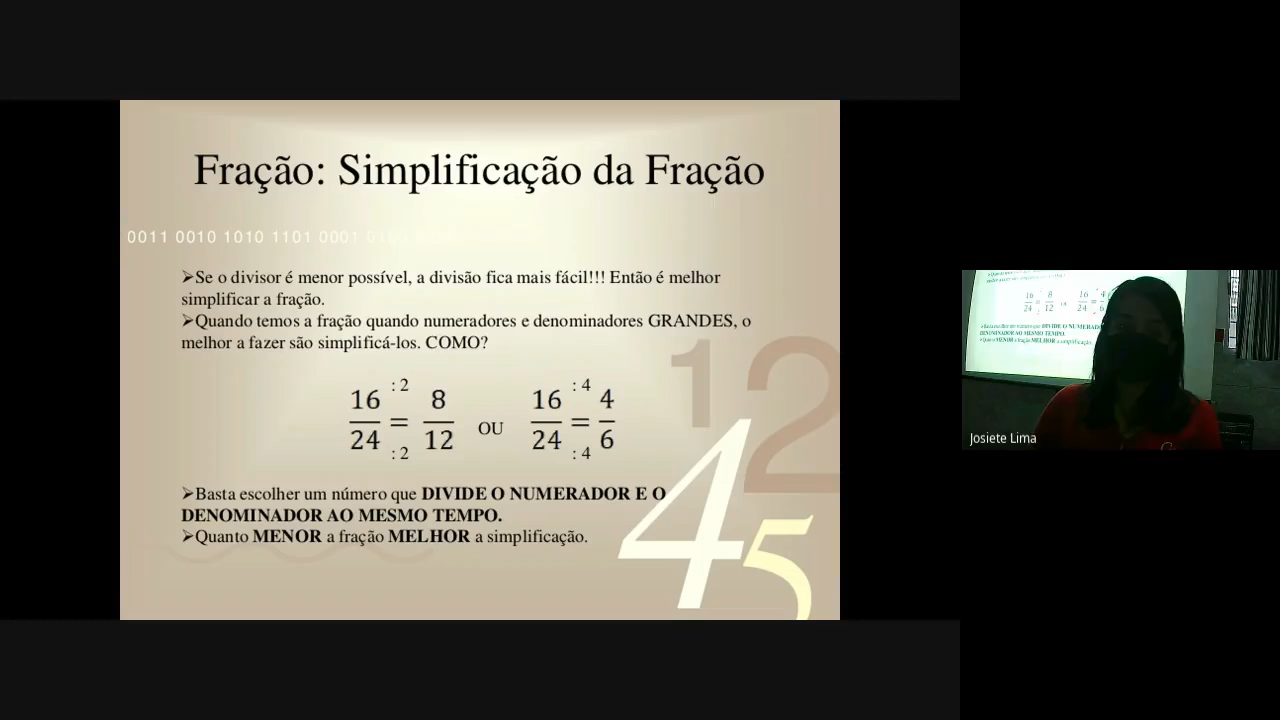 Fração: Simplificação da Fração
0011 0010 1010 1101 0001
➢Se o divisor é menor possível, a divisão fica mais fácil!!! Então é melhor
simplificar a fração.
➢Quando temos a fração quando numeradores e denominadores GRANDES, o
melhor a fazer são simplificá-los. COMO?
16/24 :2 = :2 8/12 OU 16/24 :4 = :4 4/6
➢Basta escolher um número que DIVIDE O NUMERADOR E O
DENOMINADOR AO MESMO TEMPO.
➢Quanto MENOR a fração MELHOR a simplificação.
12
45
Josiete Lima